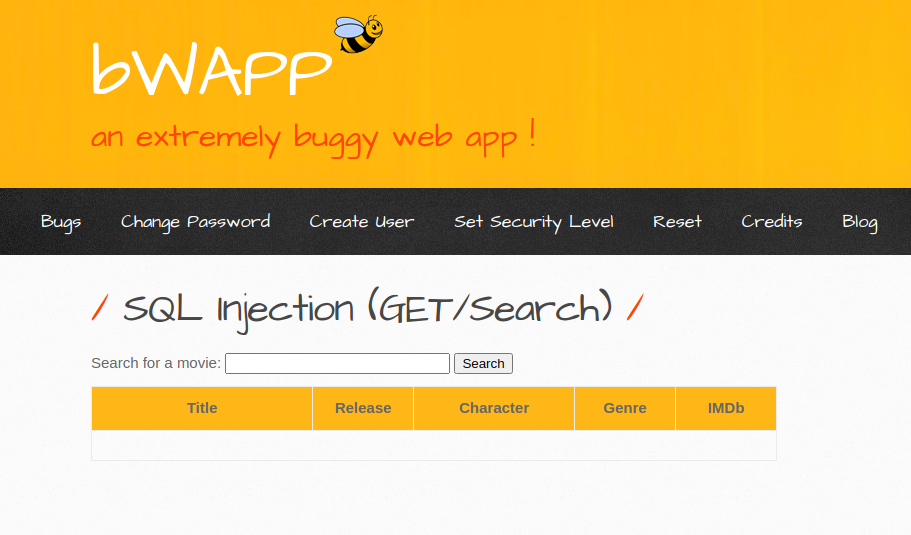 bWAPP
an extremely buggy web app !
Bugs Change Password Create User Set Security Level Reset Credits Blog
/ SQL Injection (GET/Search) /
Search for a movie: Search
Title Release Character Genre IMDb